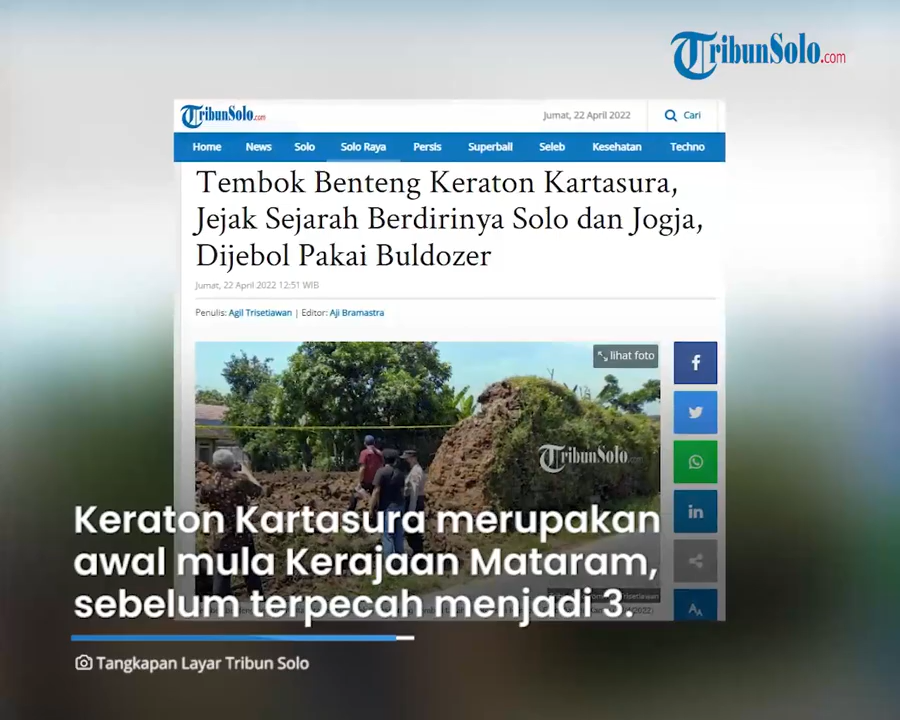 TribunSolo.com
TribunSolo.com
Jumat, 22 April 2022
Cari
Home News Solo Solo Raya Persis Superball Seleb Kesehatan Techno
Tembok Benteng Keraton Kartasura,
Jejak Sejarah Berdirinya Solo dan Jogja,
Dijebol Pakai Buldozer
Jumat, 22 April 2022 12:51 WIB
Penulis: Agil Trisetiawan | Editor: Aji Bramastra
lihat foto
TribunSolo
Keraton Kartasura merupakan
awal mula Kerajaan Mataram,
sebelum terpecah menjadi 3.
AA
Tangkapan Layar Tribun Solo